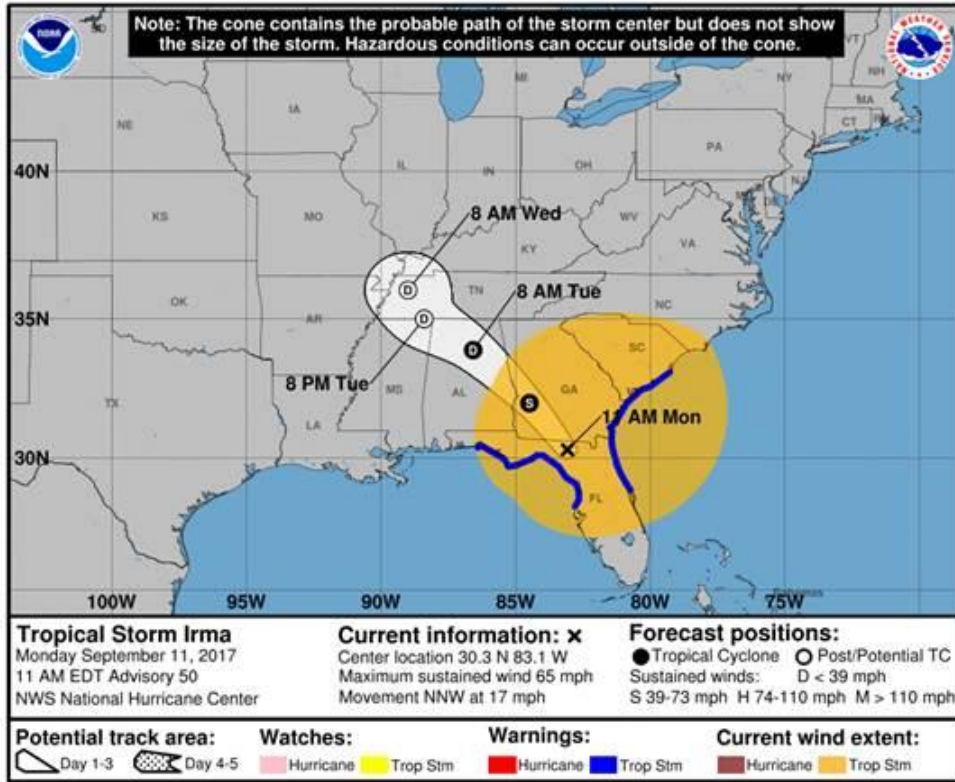 Note: The cone contains the probable path of the storm center but does not show
the size of the storm. Hazardous conditions can occur outside of the cone.
NOAA
SD
VT
NH
MI
NY
MA
CT
IA
NE
PA
40N
IL
IN
OH
8 AM Wed
WV
KS
MO
KY
VA
8 AM Tue
TN
NC
OK
35N
AR
SC
8 PM Tue
MS
AL
GA
TX
LA
11 AM Mon
30N
FL
100W
95W
90W
85W
80W
75W
Bahamas
Tropical Storm Irma
Monday September 11, 2017
11 AM EDT Advisory 50
NWS National Hurricane Center
Current information: ×
Center location 30.3 N 83.1 W
Maximum sustained wind 65 mph
Movement NNW at 17 mph
Forecast positions:
Tropical Cyclone Post/Potential TC
Sustained winds: D < 39 mph
S 39-73 mph H 74-110 mph M > 110 mph
Potential track area:
Day 1-3 Day 4-5
Watches:
Hurricane Trop Stm
Warnings:
Hurricane Trop Stm
Current wind extent:
Hurricane Trop Stm
D
D
D
S